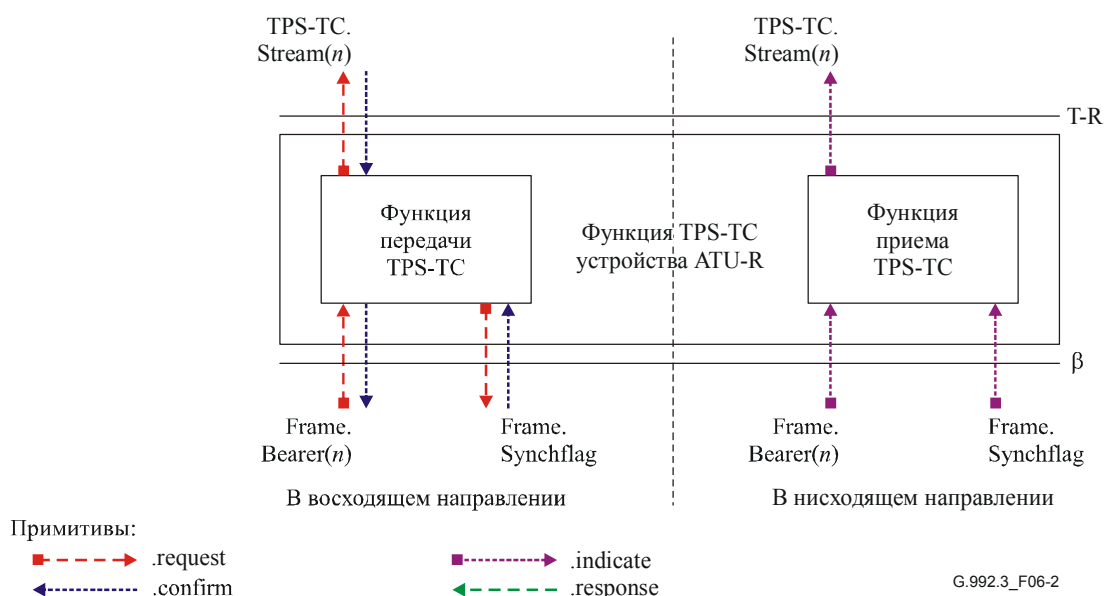 TPS-TC.
Stream(n)
TPS-TC.
Stream(n)
T-R
Функция
передачи
TPS-TC
Функция TPS-TC
устройства ATU-R
Функция
приема
TPS-TC
β
Frame.
Bearer(n)
Frame.
Synchflag
Frame.
Bearer(n)
Frame.
Synchflag
В восходящем направлении
В нисходящем направлении
Примитивы:
.request
.indicate
.confirm
.response
G.992.3_F06-2